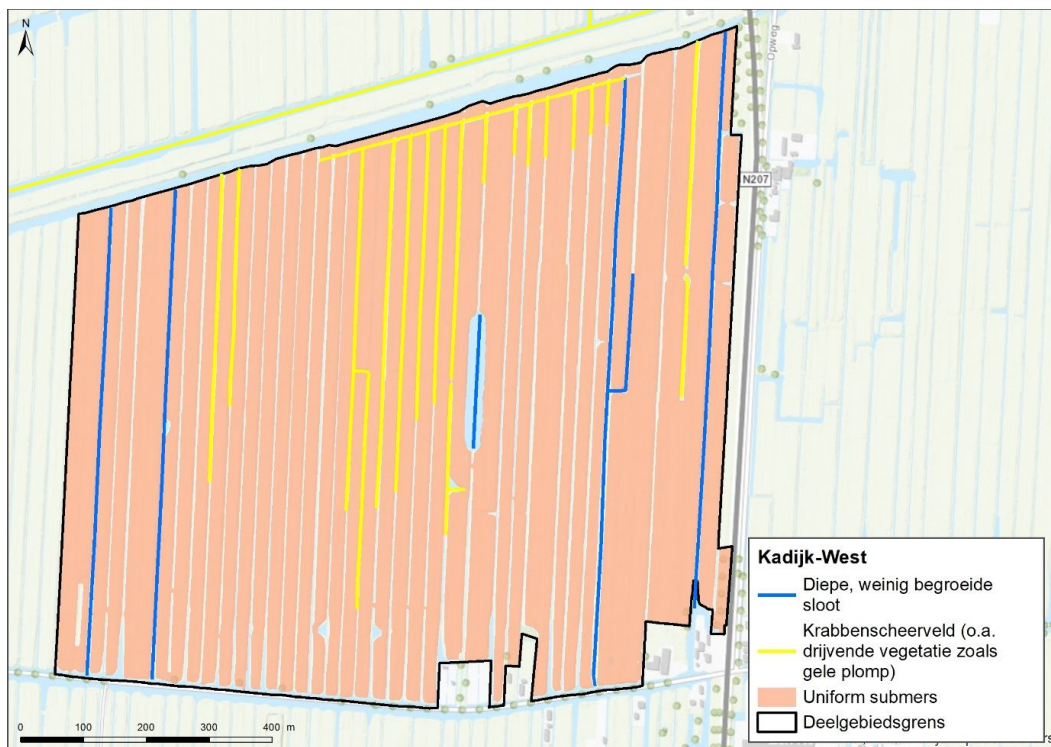 N
Opweg
N207
Kadijk-West
Diepe, weinig begroeide
sloot
Krabbenscheerveld (o.a.
drijvende vegetatie zoals
gele plomp)
Uniform submers
Deelgebiedsgrens
0 100 200 300 400 m